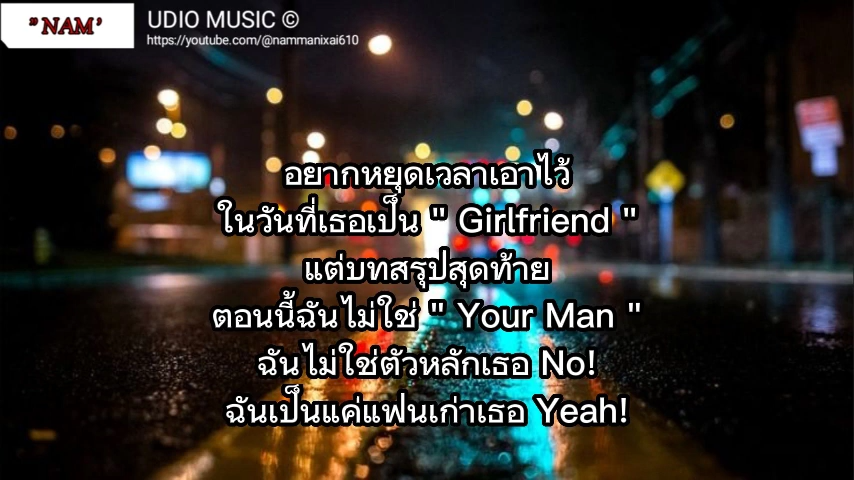 " NAM '
UDIO MUSIC ©
https://youtube.com/@nammanixai610
อยากหยุดเวลาเอาไว้
ในวันที่เธอเป็น " Girlfriend "
แต่บทสรุปสุดท้าย
ตอนนี้ฉันไม่ใช่ " Your Man "
ฉันไม่ใช่ตัวหลักเธอ No!
ฉันเป็นแค่แฟนเก่าเธอ Yeah!